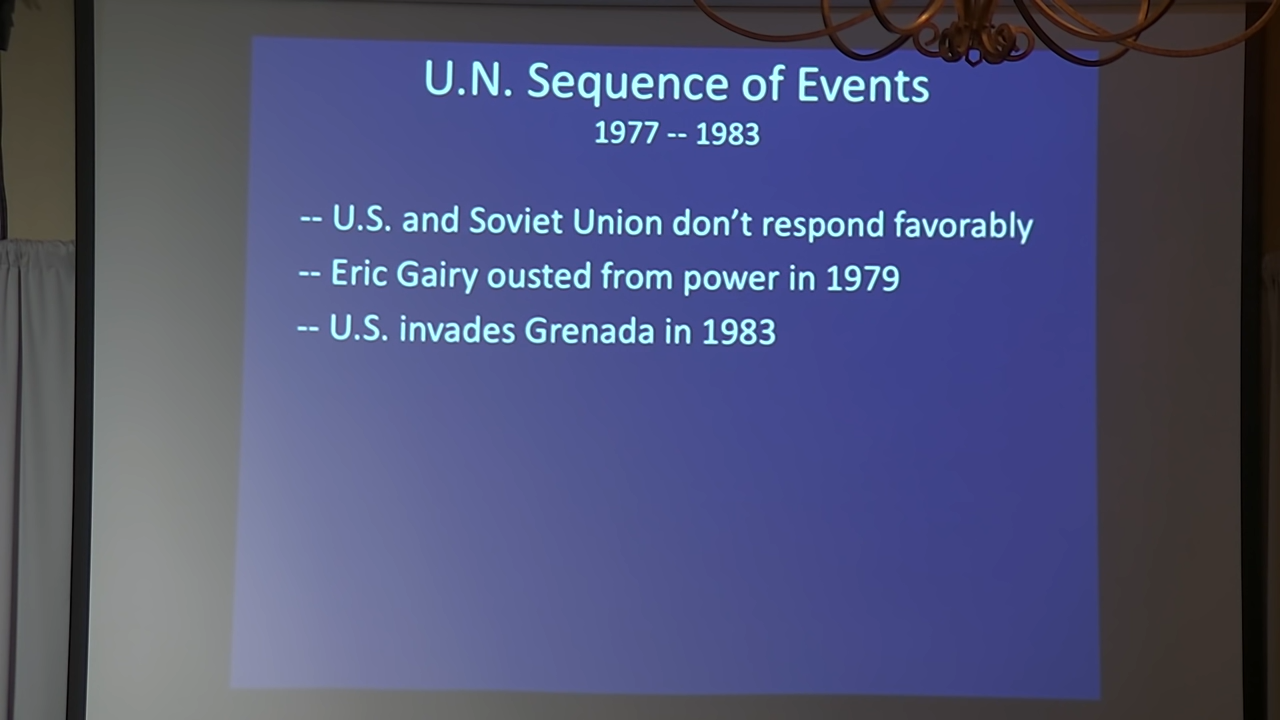 U.N. Sequence of Events
1977 -- 1983
-- U.S. and Soviet Union don’t respond favorably
-- Eric Gairy ousted from power in 1979
-- U.S. invades Grenada in 1983